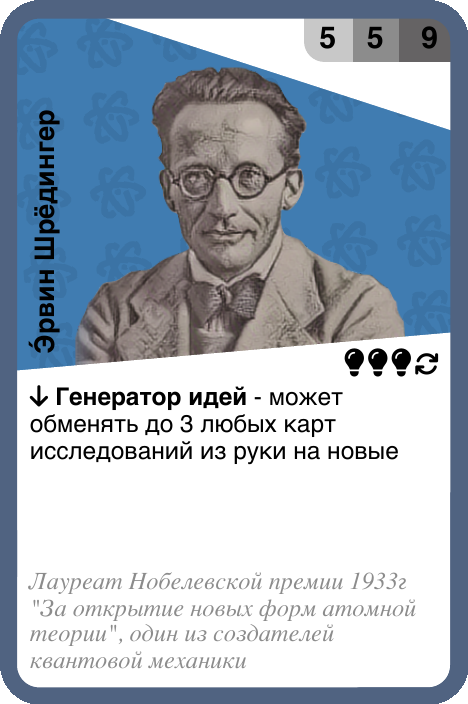 5 5 9
Э́рвин Шрёдингер
↓ Генератор идей - может
обменять до 3 любых карт
исследований из руки на новые
Лауреат Нобелевской премии 1933г
"За открытие новых форм атомной
теории", один из создателей
квантовой механики